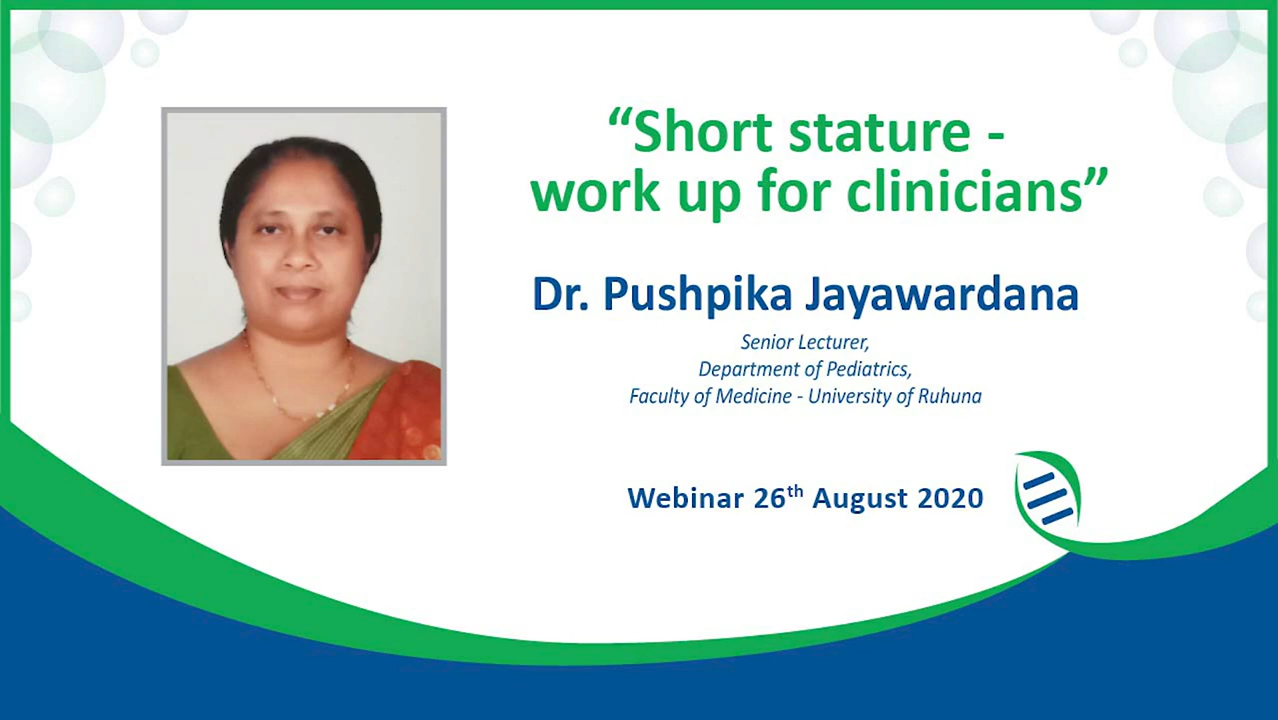 “Short stature -
work up for clinicians”
Dr. Pushpika Jayawardana
Senior Lecturer,
Department of Pediatrics,
Faculty of Medicine - University of Ruhuna
Webinar 26th August 2020